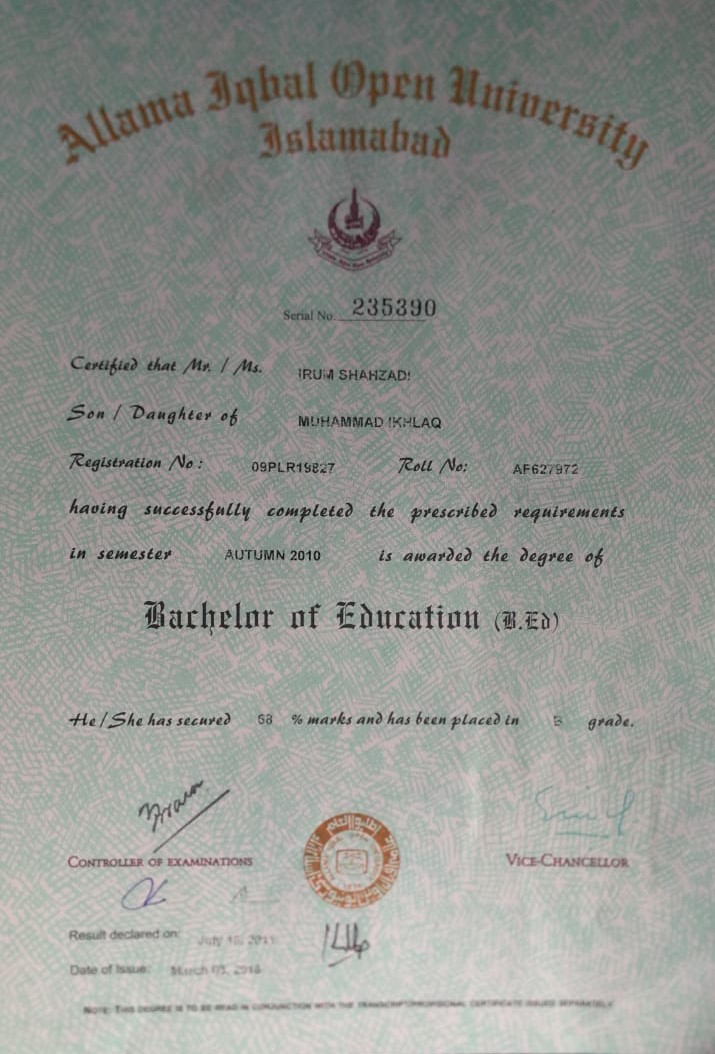 Allama Iqbal Open University
Islamabad
Serial No. 235390
Certified that Mr. / Ms. IRUM SHAHZADI
Son / Daughter of MUHAMMAD IKHLAQ
Registration No: 09PLR19827 Roll No: AF627972
having successfully completed the prescribed requirements
in semester AUTUMN 2010 is awarded the degree of
Bachelor of Education (B.Ed)
He/She has secured 68 % marks and has been placed in B grade.
CONTROLLER OF EXAMINATIONS VICE-CHANCELLOR
Result declared on: July 2011
Date of Issue: March
NOTE: THIS DEGREE IS TO BE READ IN CONJUNCTION WITH THE TRANSCRIPT/PROVISIONAL CERTIFICATE ISSUED SEPARATELY.